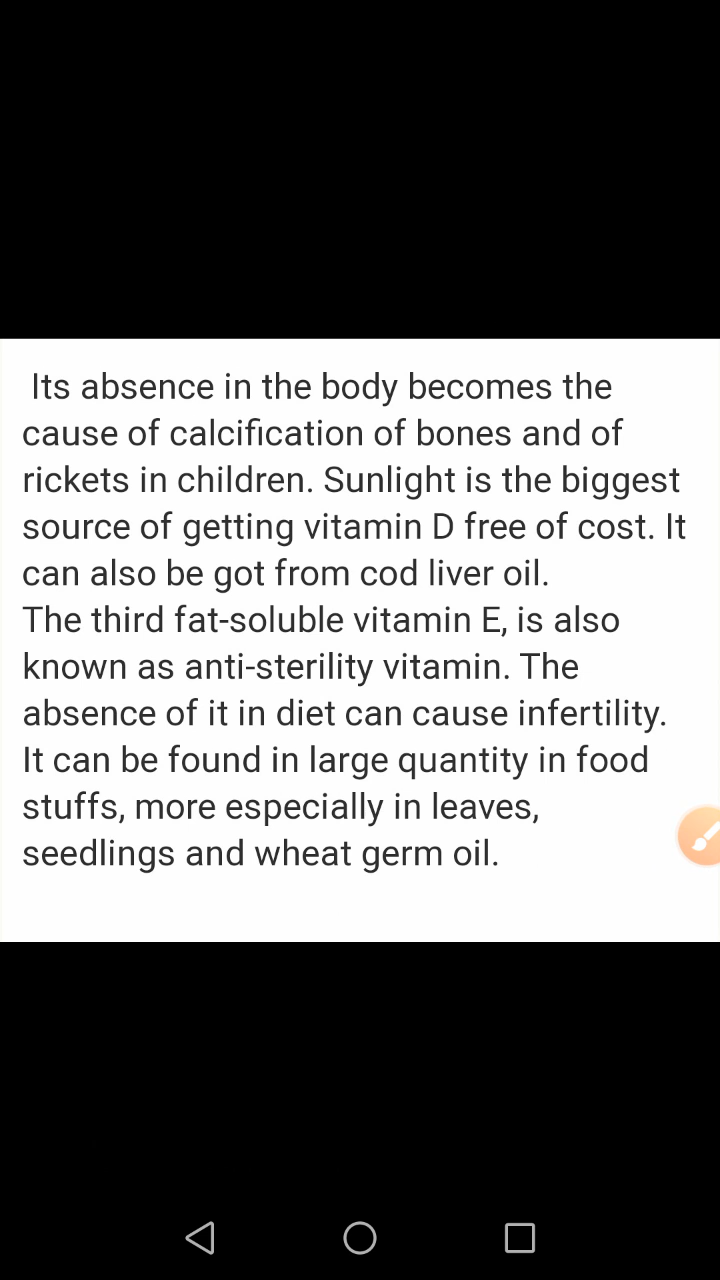 Its absence in the body becomes the
cause of calcification of bones and of
rickets in children. Sunlight is the biggest
source of getting vitamin D free of cost. It
can also be got from cod liver oil.
The third fat-soluble vitamin E, is also
known as anti-sterility vitamin. The
absence of it in diet can cause infertility.
It can be found in large quantity in food
stuffs, more especially in leaves,
seedlings and wheat germ oil.